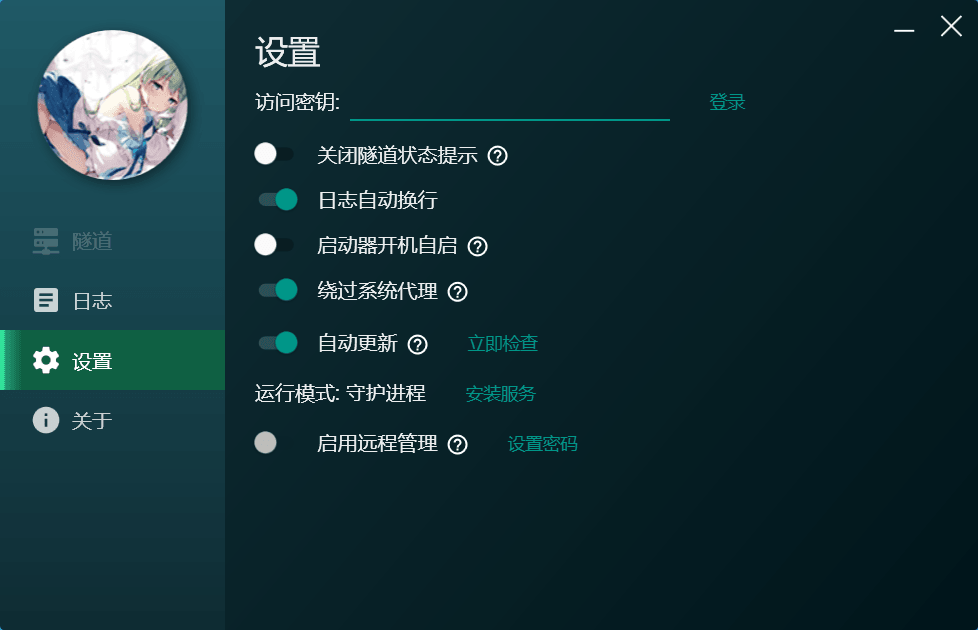 隧道
日志
设置
关于
设置
访问密钥: 登录
关闭隧道状态提示
日志自动换行
启动器开机自启
绕过系统代理
自动更新 立即检查
运行模式: 守护进程 安装服务
启用远程管理 设置密码